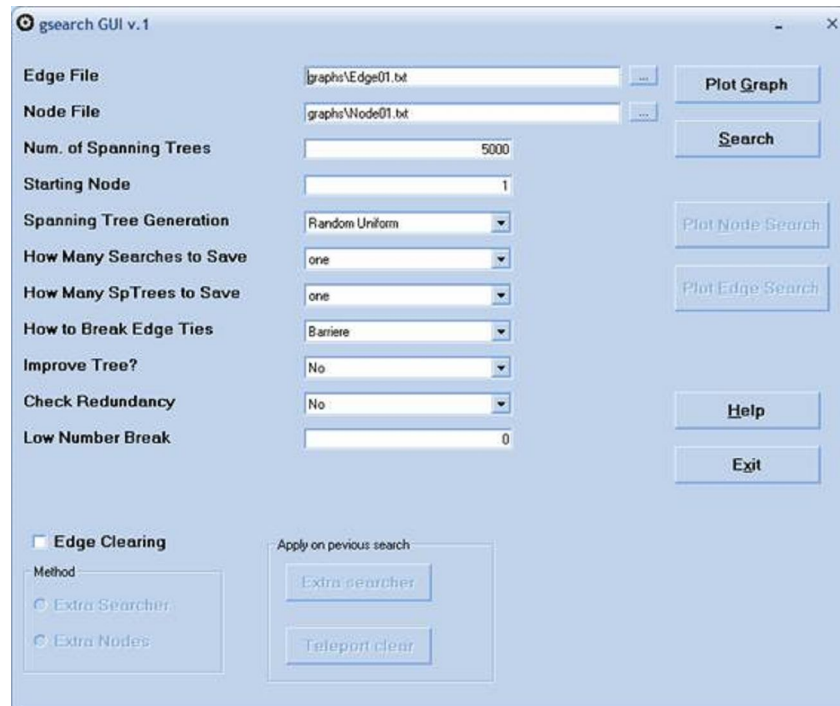 gsearch GUI v.1
Edge File graphs\Edge01.txt ... Plot Graph
Node File graphs\Node01.txt ...
Num. of Spanning Trees 5000 Search
Starting Node 1
Spanning Tree Generation Random Uniform Plot Node Search
How Many Searches to Save one
How Many SpTrees to Save one Plot Edge Search
How to Break Edge Ties Barriere
Improve Tree? No
Check Redundancy No Help
Low Number Break 0
Exit
Edge Clearing
Apply on pevious search
Method
Extra searcher
Extra Searcher
Extra Nodes
Teleport clear